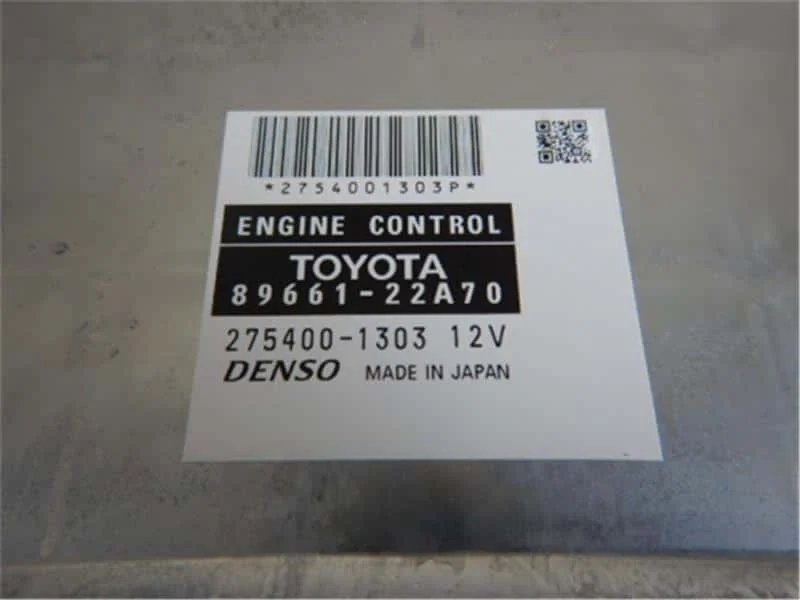 *2754001303P*
ENGINE CONTROL
TOYOTA
89661-22A70
275400-1303 12V
DENSO MADE IN JAPAN